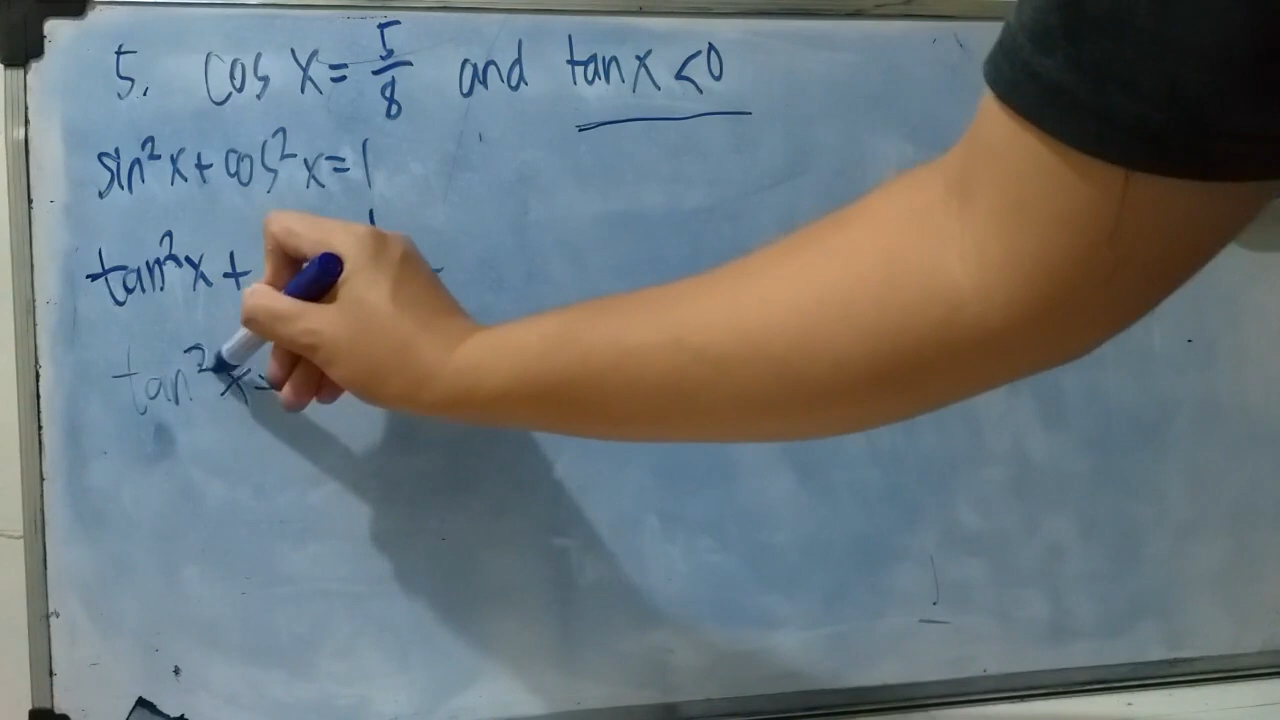 5. cos x = 5/8 and tan x < 0
sin²x + cos²x = 1
tan²x +
tan²x